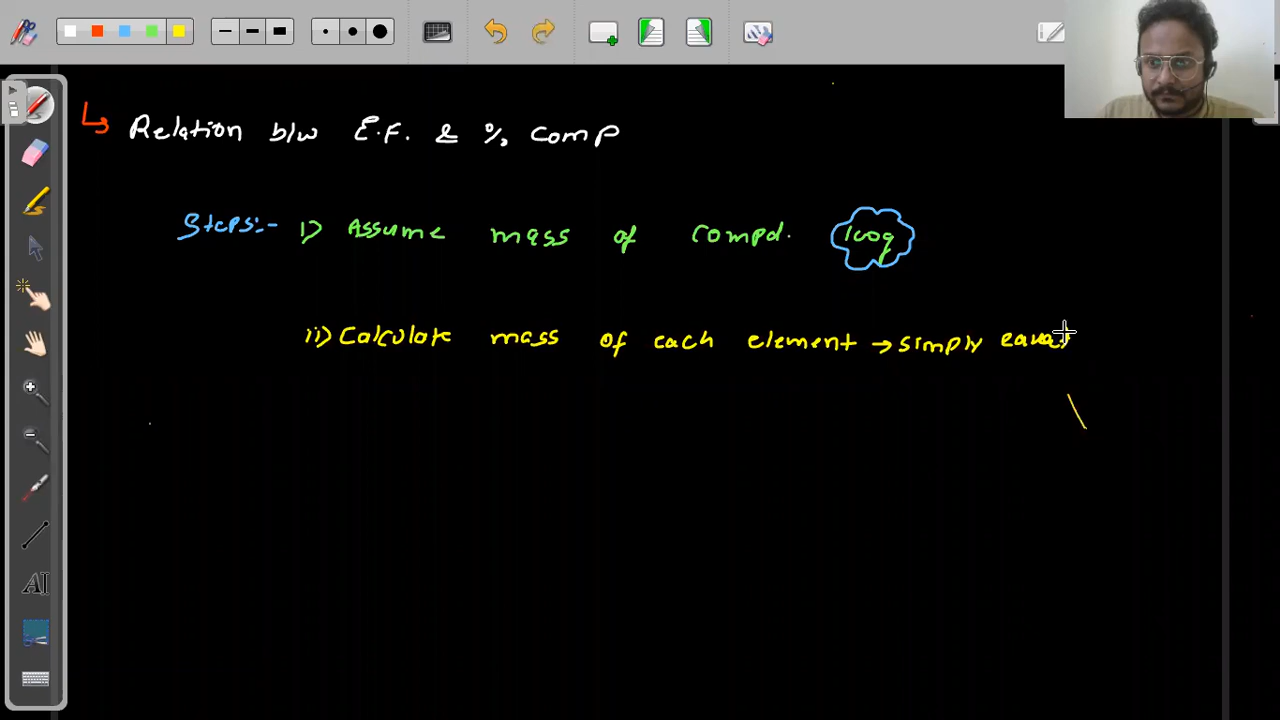 Relation b/w E.F. & % comp
Steps:- i) Assume mass of compd. 100g
ii) Calculate mass of each element → simply equal